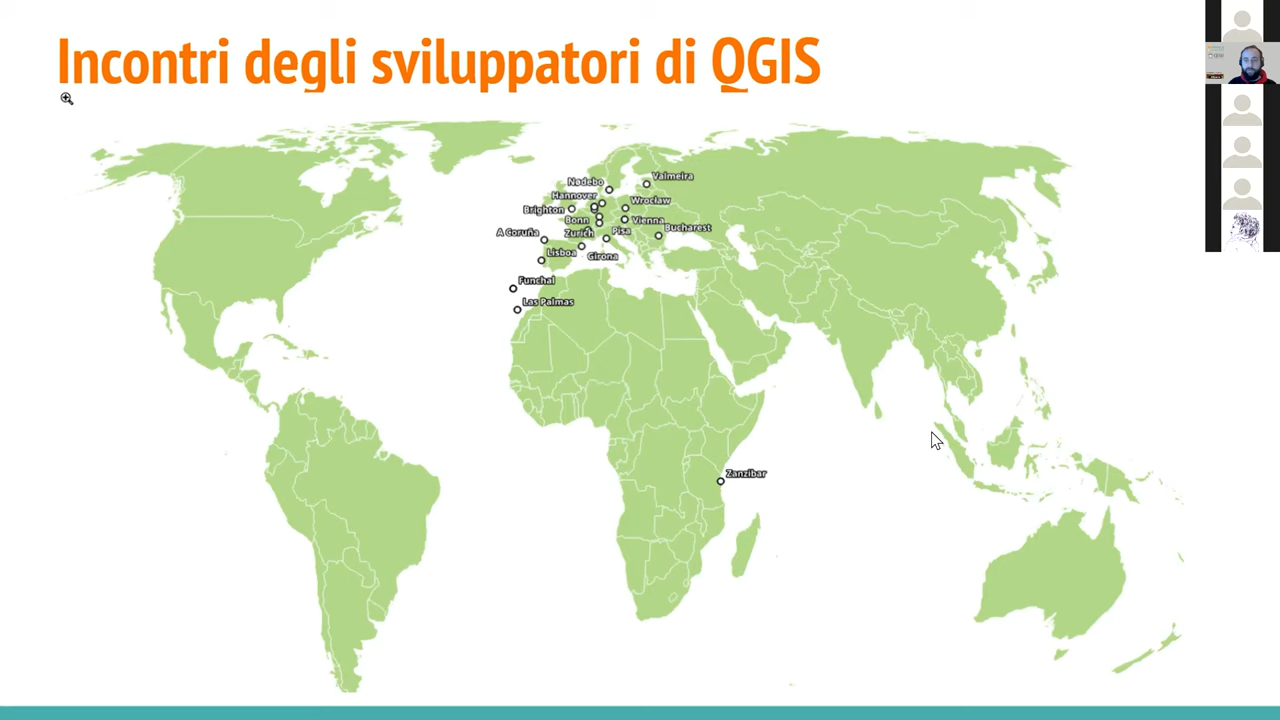 Incontri degli sviluppatori di QGIS
Valmeira
Nødebo
Hannover
Wrocław
Brighton
Bonn
Vienna
Bucharest
A Coruña
Zurich
Pisa
Lisboa
Girona
Funchal
Las Palmas
Zanzibar